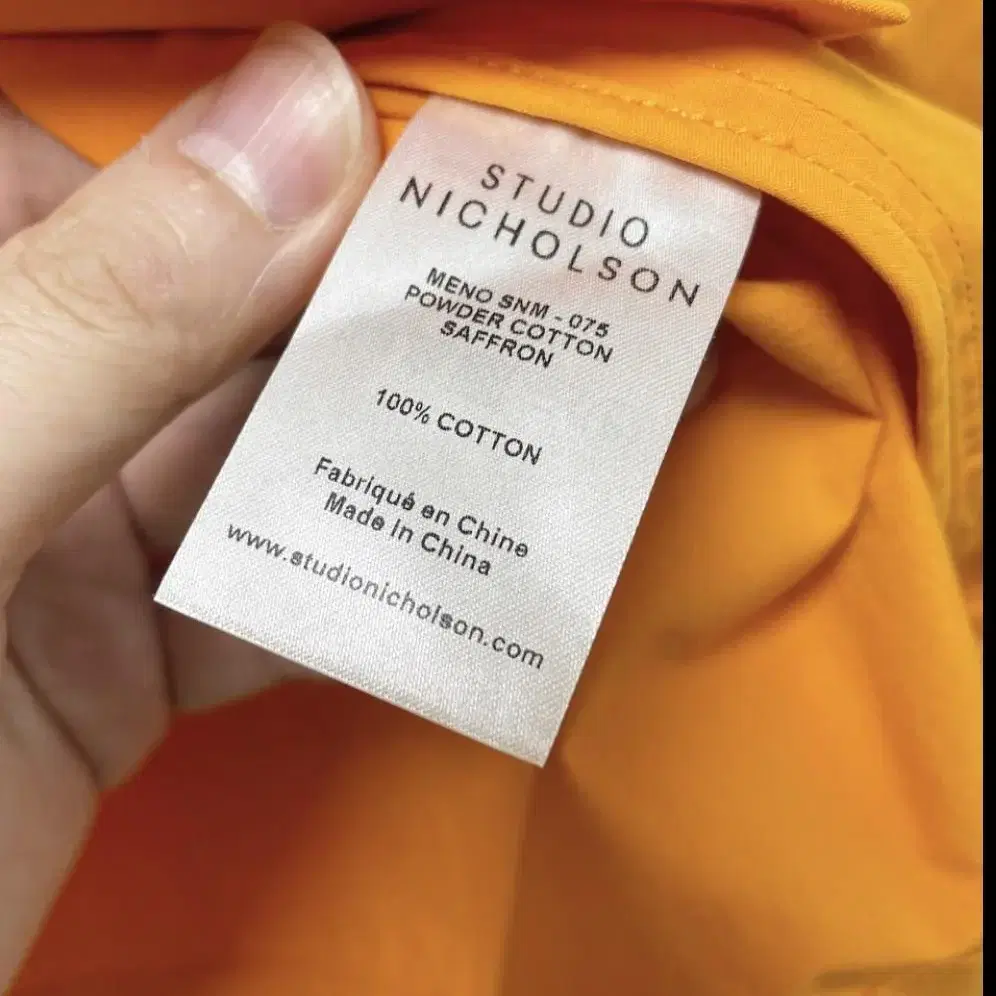 STUDIO
NICHOLSON
MENO SNM - 075
POWDER COTTON
SAFFRON
100% COTTON
Fabriqué en Chine
Made In China
www.studionicholson.com